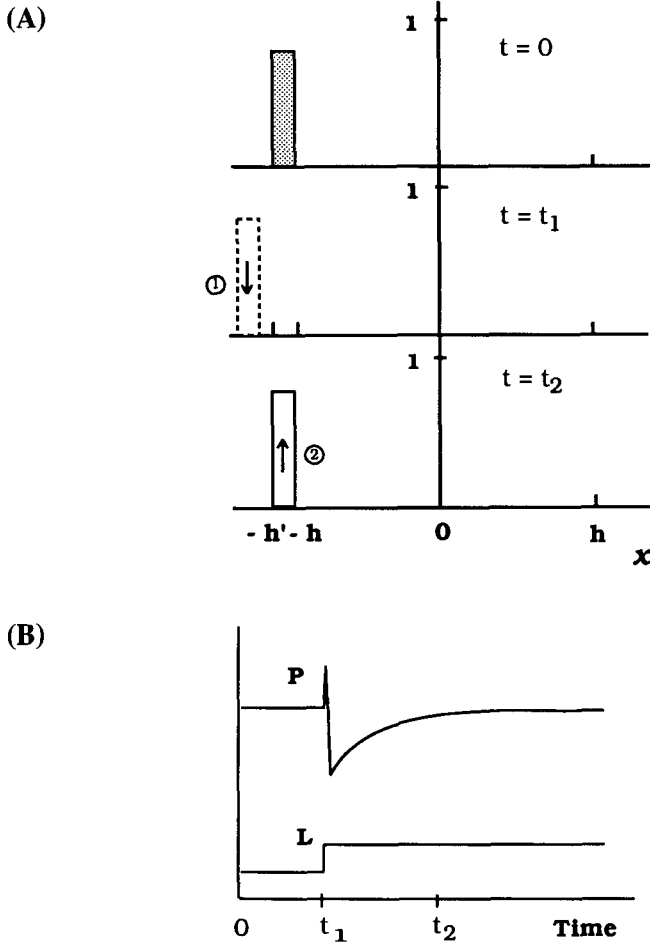 (A)
1
t = 0
1
t = t1
①
1
t = t2
②
- h' - h 0 h
x
(B)
P
L
0 t1 t2 Time